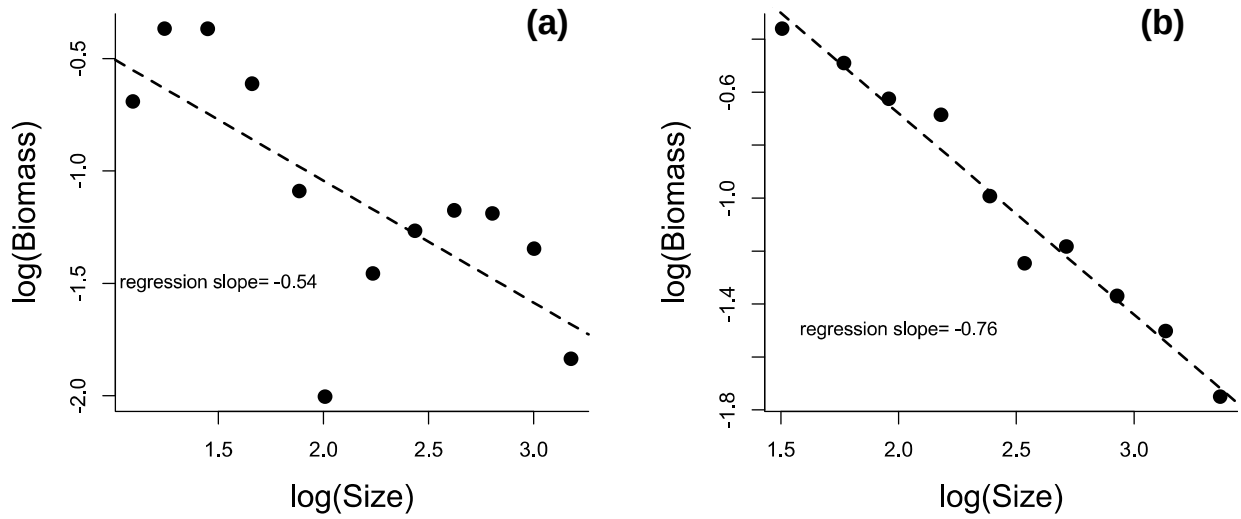 (a)
-0.5
-1.0
-1.5
-2.0
log(Biomass)
regression slope= -0.54
1.5 2.0 2.5 3.0
log(Size)
(b)
-0.6
-1.0
-1.4
-1.8
log(Biomass)
regression slope= -0.76
1.5 2.0 2.5 3.0
log(Size)